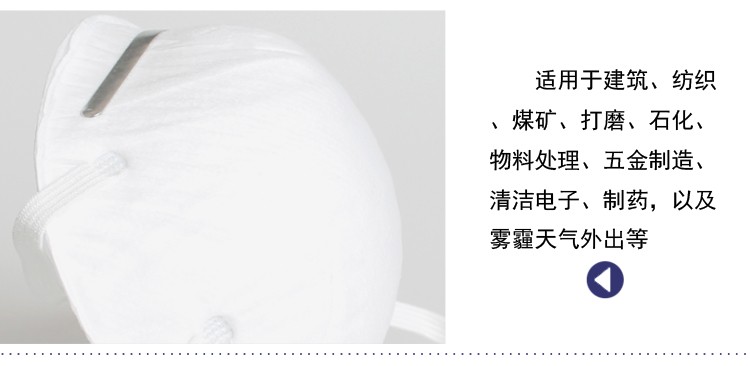 适用于建筑、纺织
、煤矿、打磨、石化、
物料处理、五金制造、
清洁电子、制药，以及
雾霾天气外出等